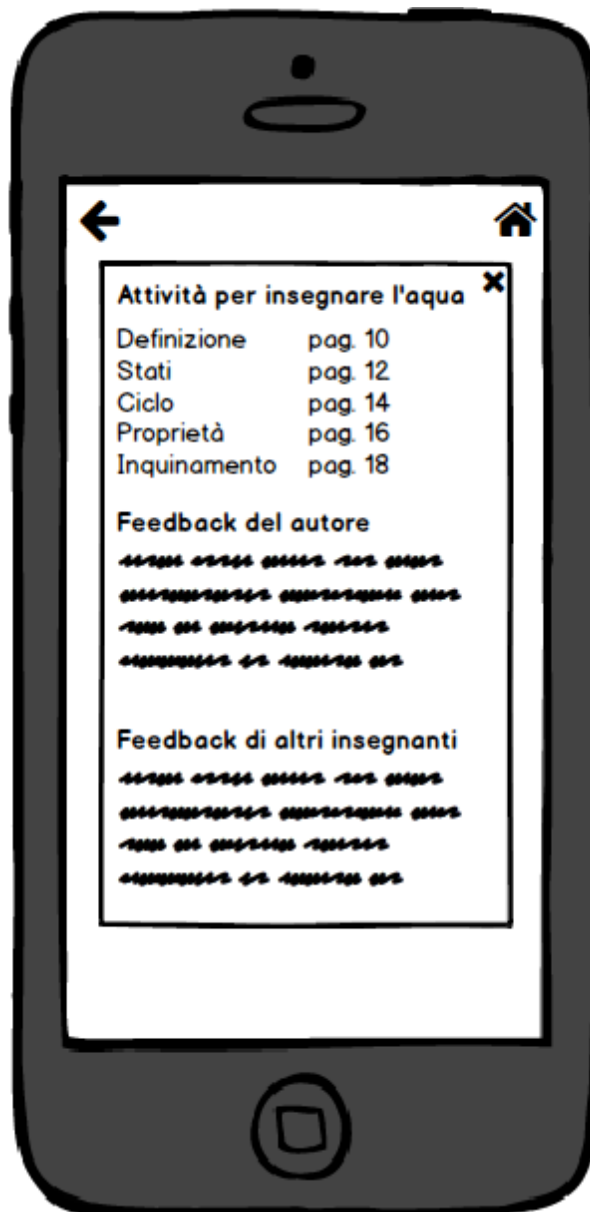 Attività per insegnare l'aqua
Definizione pag. 10
Stati pag. 12
Ciclo pag. 14
Proprietà pag. 16
Inquinamento pag. 18
Feedback del autore
Feedback di altri insegnanti